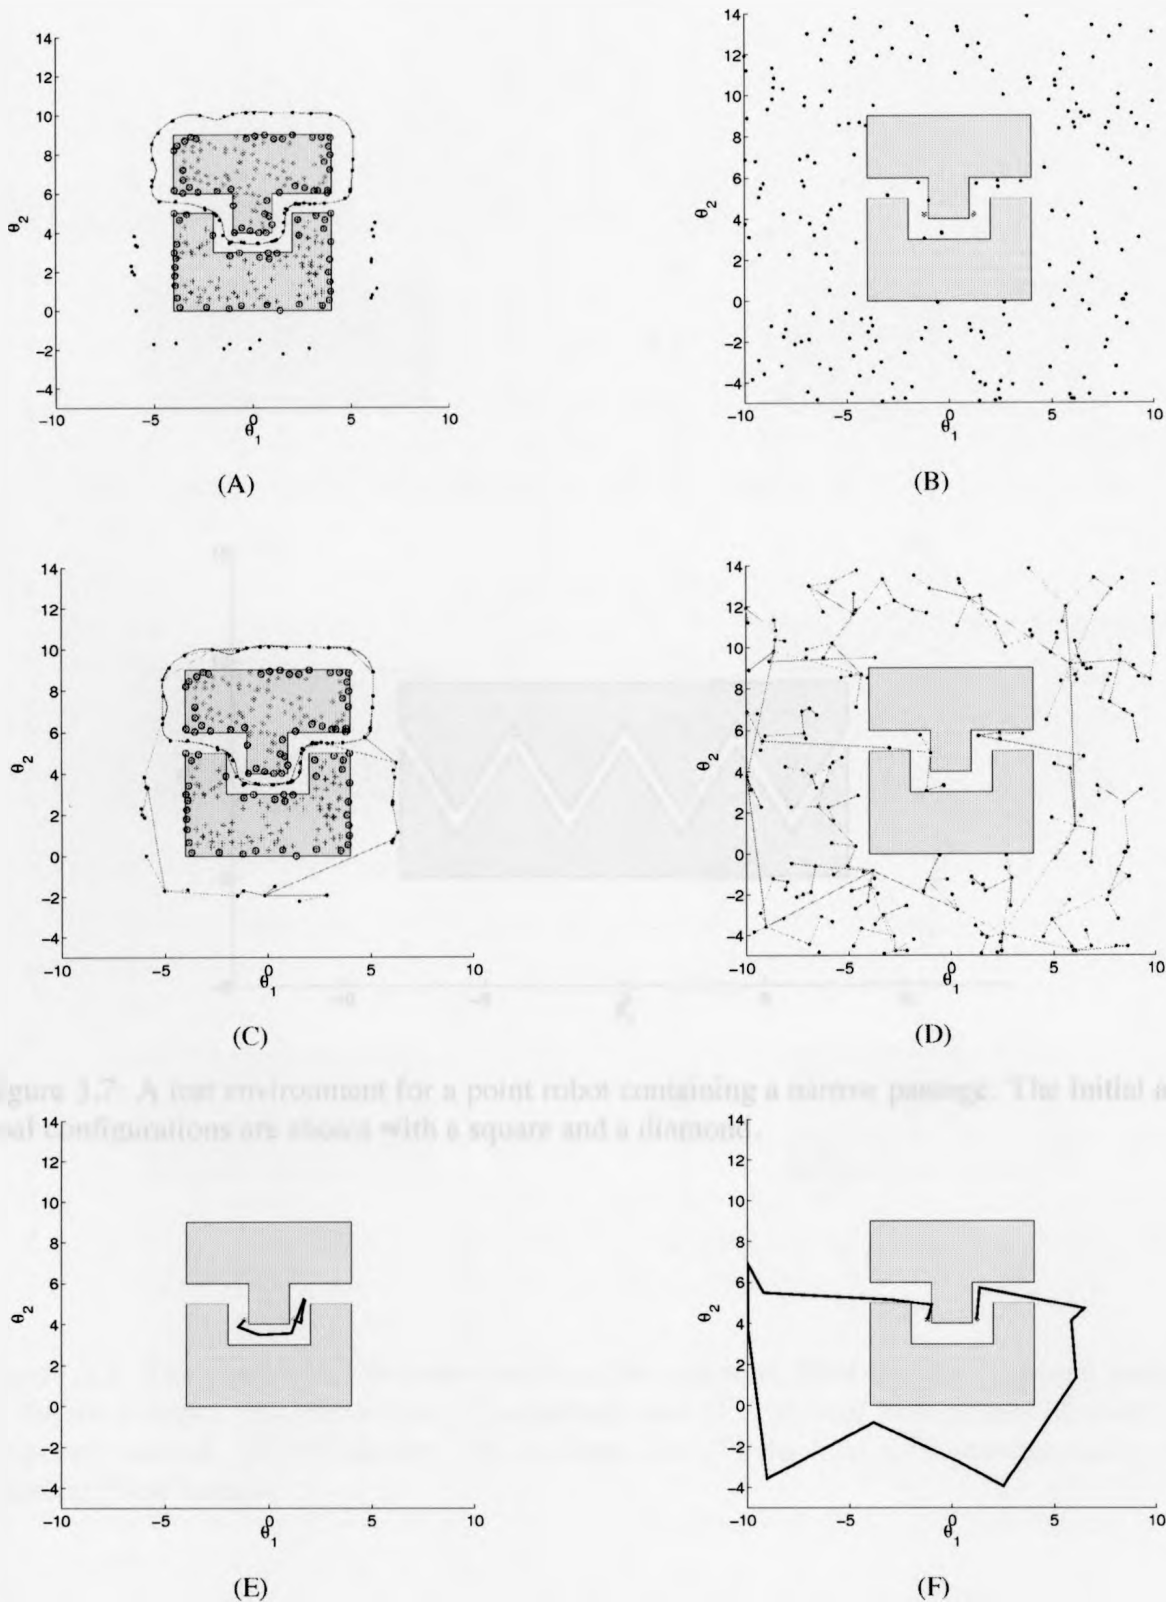 14
12
10
8
6
4
2
0
−2
−4
θ2
−10 −5 0 5 10
θ1
(A)
14
12
10
8
6
4
2
0
−2
−4
θ2
−10 −5 0 5 10
θ1
(B)
14
12
10
8
6
4
2
0
−2
−4
θ2
−10 −5 0 5 10
θ1
(C)
14
12
10
8
6
4
2
0
−2
−4
θ2
−10 −5 0 5 10
θ1
(D)
igure 3.7: A test environment for a point robot containing a narrow passage. The initial a
oal configurations are shown with a square and a diamond.
14
12
10
8
6
4
2
0
−2
−4
θ2
−10 −5 0 5 10
θ1
(E)
14
12
10
8
6
4
2
0
−2
−4
θ2
−10 −5 0 5 10
θ1
(F)